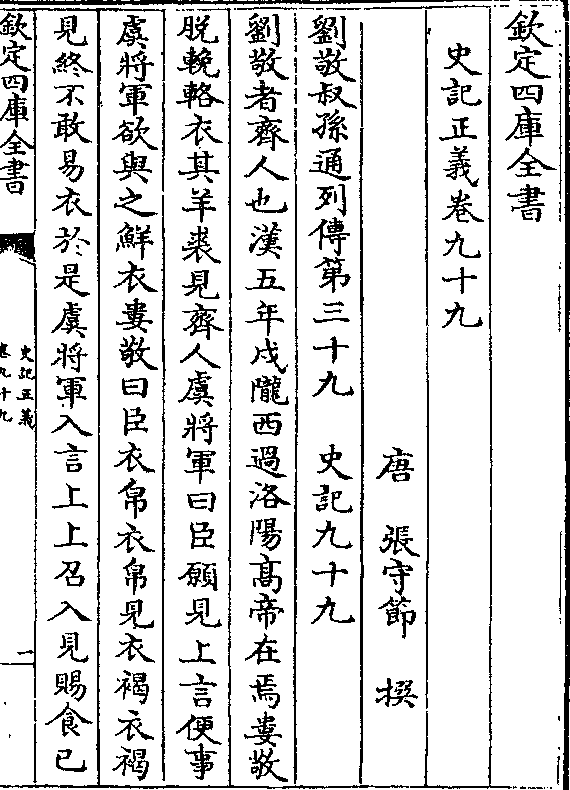 欽定四庫全書
史記正義卷九十九
唐 張守節 撰
劉敬叔孫通列傳第三十九 史記九十九
劉敬者齊人也漢五年戍隴西過洛陽高帝在焉婁敬
脱輓輅衣其羊裘見齊人虞將軍曰臣願見上言便事
虞將軍欲與之鮮衣婁敬曰臣衣帛衣帛見衣褐衣褐
見終不敢易衣於是虞將軍入言上上召入見賜食已
欽定四庫全書
史記正義
卷九十九
一